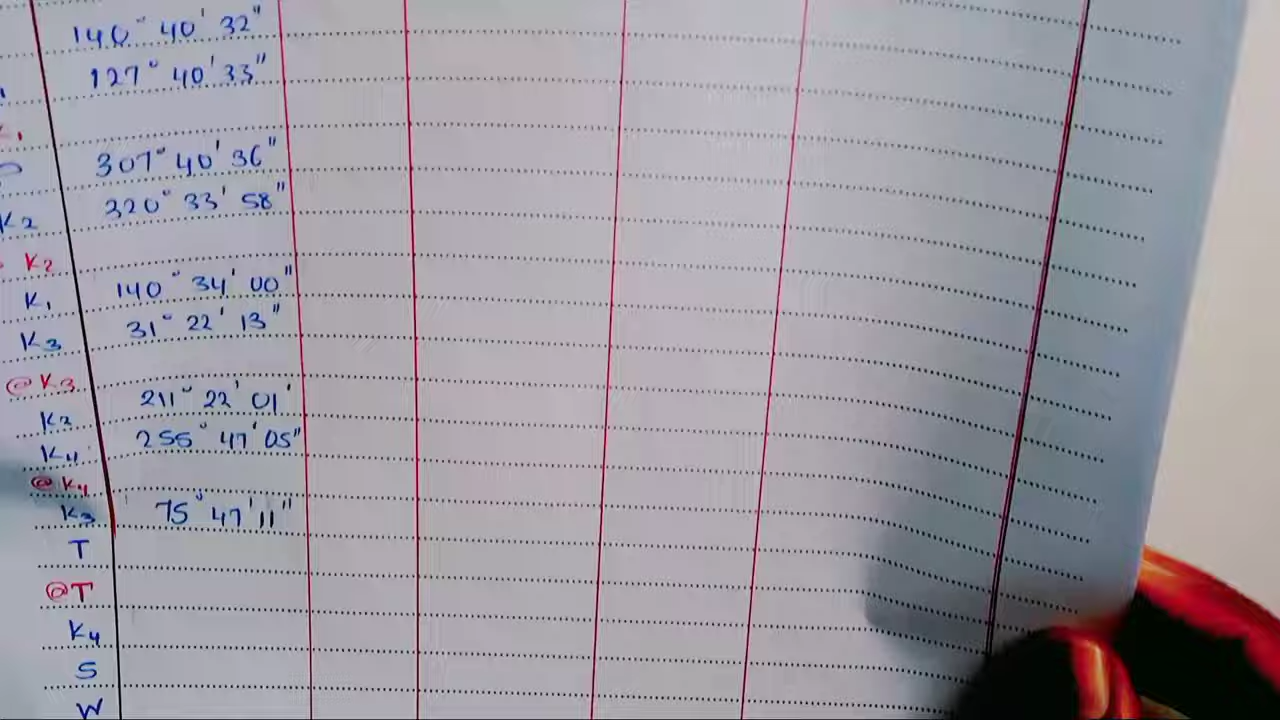 140° 40' 32"
127° 40' 33"
307° 40' 36"
K2 320° 33' 58"
K2
K1 140° 34' 00"
K3 31° 22' 13"
@ K3
K2 211° 22' 01'
K4 255° 47' 05"
@ K4
K3 75° 47' 11"
T
@T
K4
S
W